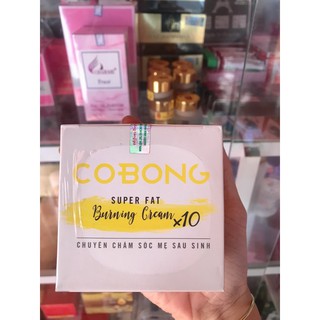 COBONG
SUPER FAT
Burning Cream x10
CHUYÊN CHĂM SÓC MẸ SAU SINH